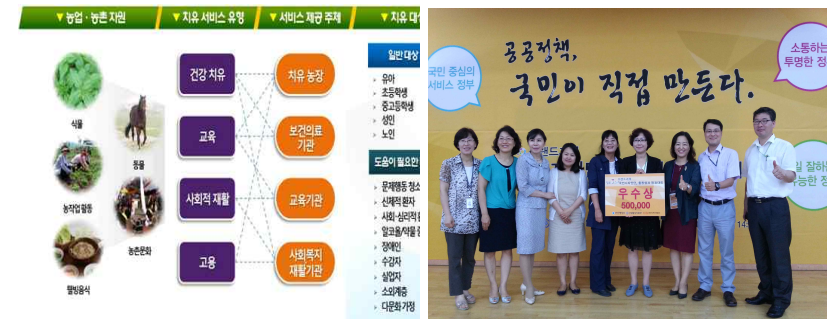 ▼ 농업·농촌 자원
▼ 치유 서비스 유형
▼ 서비스 제공 주체
▼ 치유 대상
식물
동물
농작업 활동
농촌문화
웰빙음식
건강 치유
교육
사회적 재활
고용
치유 농장
보건의료
기관
교육기관
사회복지
재활기관
일반 대상
› 유아
› 초등학생
› 중고등학생
› 성인
› 노인
도움이 필요한
› 문제행동 청소
› 신체적 환자
› 사회·심리적
› 알코올/약물
› 장애인
› 수감자
› 실업자
› 소외계층
› 다문화 가정
국민 중심의
서비스 정부
공공정책,
국민이 직접 만든다.
소통하는
투명한 정
일 잘하는
능한 정
우수상
500,000